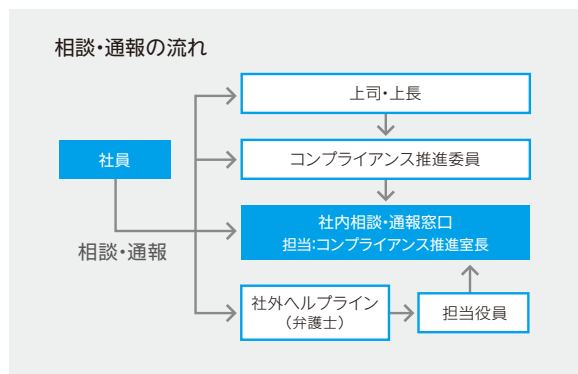 相談・通報の流れ
上司・上長
社員
コンプライアンス推進委員
社内相談・通報窓口
担当:コンプライアンス推進室長
相談・通報
社外ヘルプライン
（弁護士）
担当役員